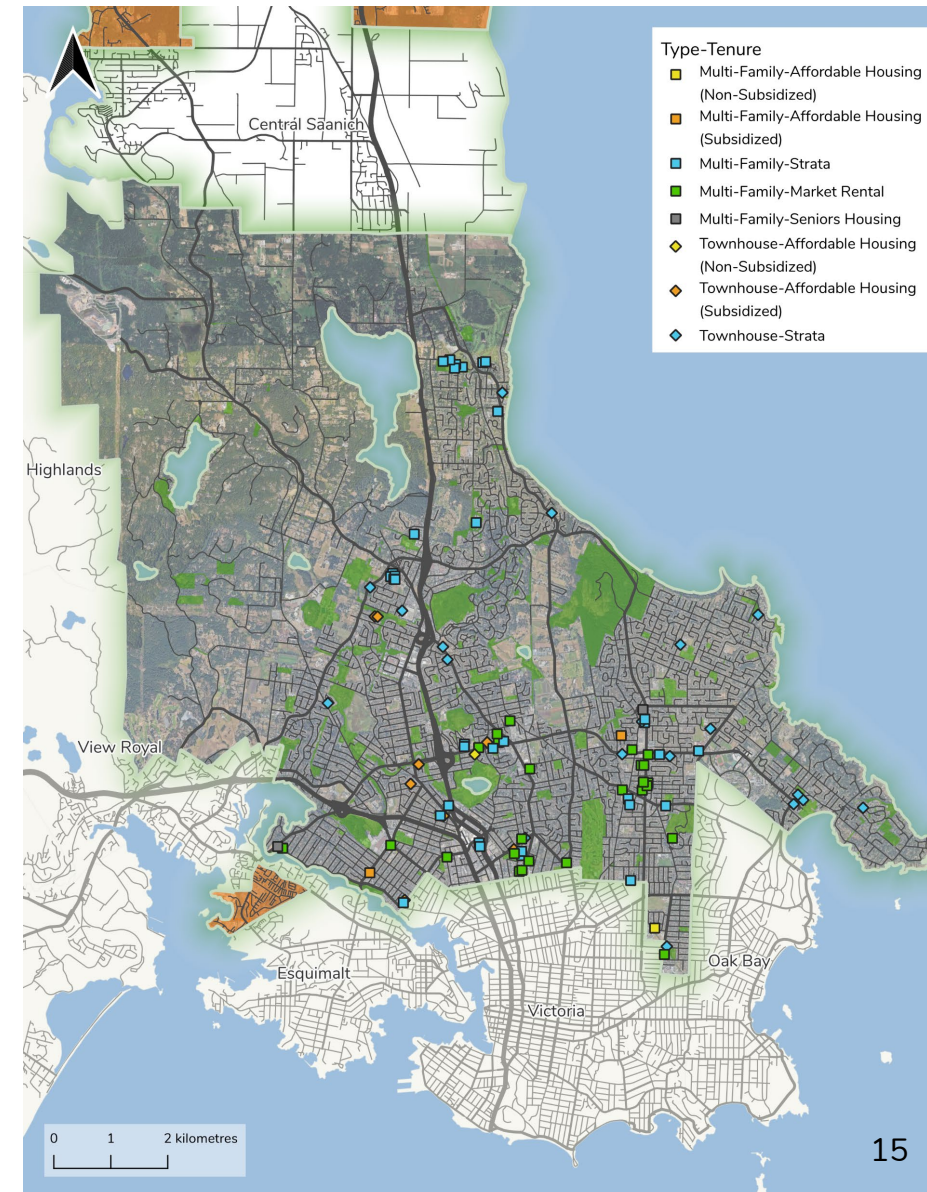 Type-Tenure
Multi-Family-Affordable Housing
(Non-Subsidized)
Multi-Family-Affordable Housing
(Subsidized)
Multi-Family-Strata
Multi-Family-Market Rental
Multi-Family-Seniors Housing
Townhouse-Affordable Housing
(Non-Subsidized)
Townhouse-Affordable Housing
(Subsidized)
Townhouse-Strata
Central Saanich
Highlands
View Royal
Oak Bay
Esquimalt
Victoria
0 1 2 kilometres
15